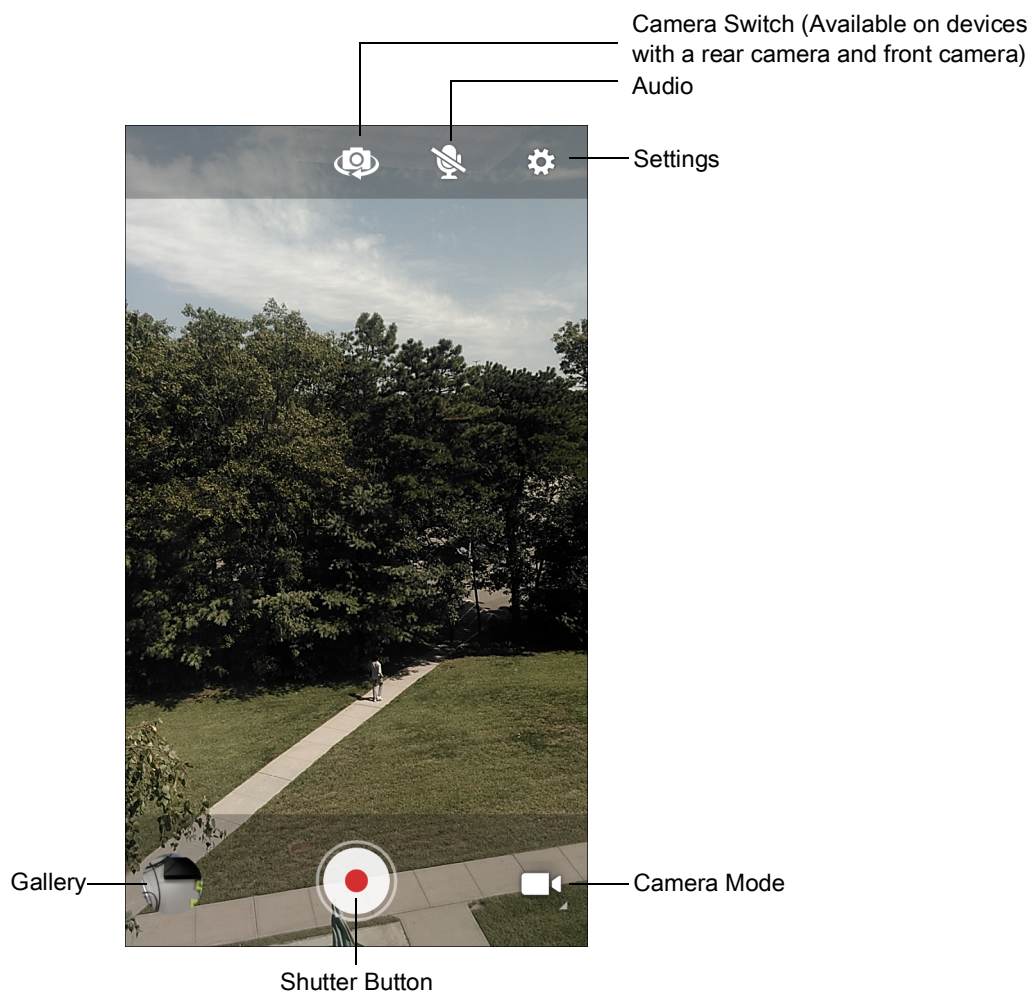 Camera Switch (Available on devices
with a rear camera and front camera)
Audio
Settings
Gallery
Camera Mode
Shutter Button